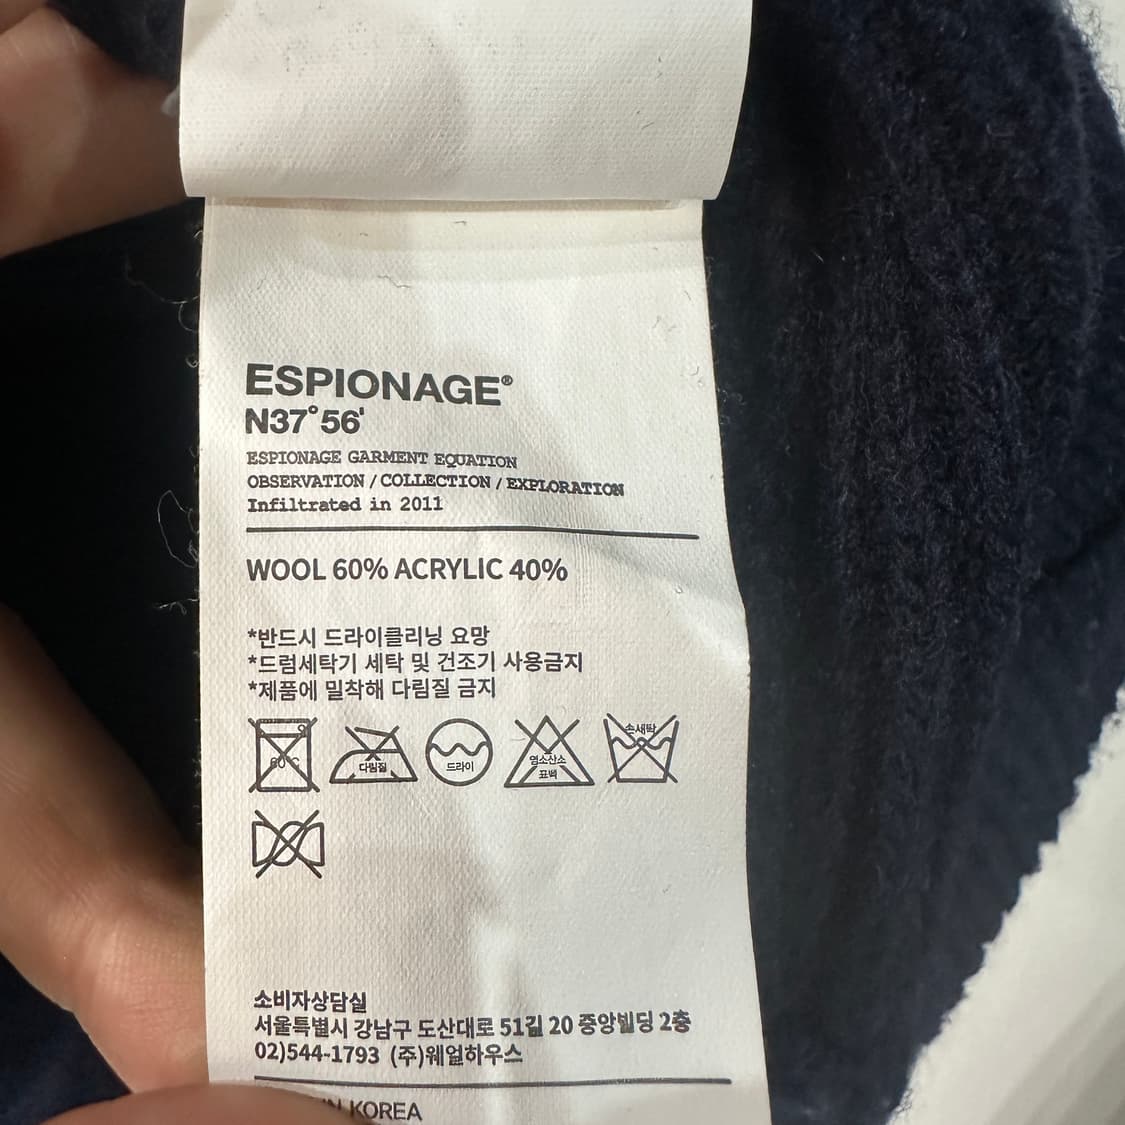 ESPIONAGE®
N37°56'
ESPIONAGE GARMENT EQUATION
OBSERVATION / COLLECTION / EXPLORATION
Infiltrated in 2011
WOOL 60% ACRYLIC 40%
*반드시 드라이클리닝 요망
*드럼세탁기 세탁 및 건조기 사용금지
*제품에 밀착해 다림질 금지
60°C 다림질 드라이 염소산소 표백 손세탁
소비자상담실
서울특별시 강남구 도산대로 51길 20 중앙빌딩 2층
02)544-1793 (주)웨얼하우스
KOREA